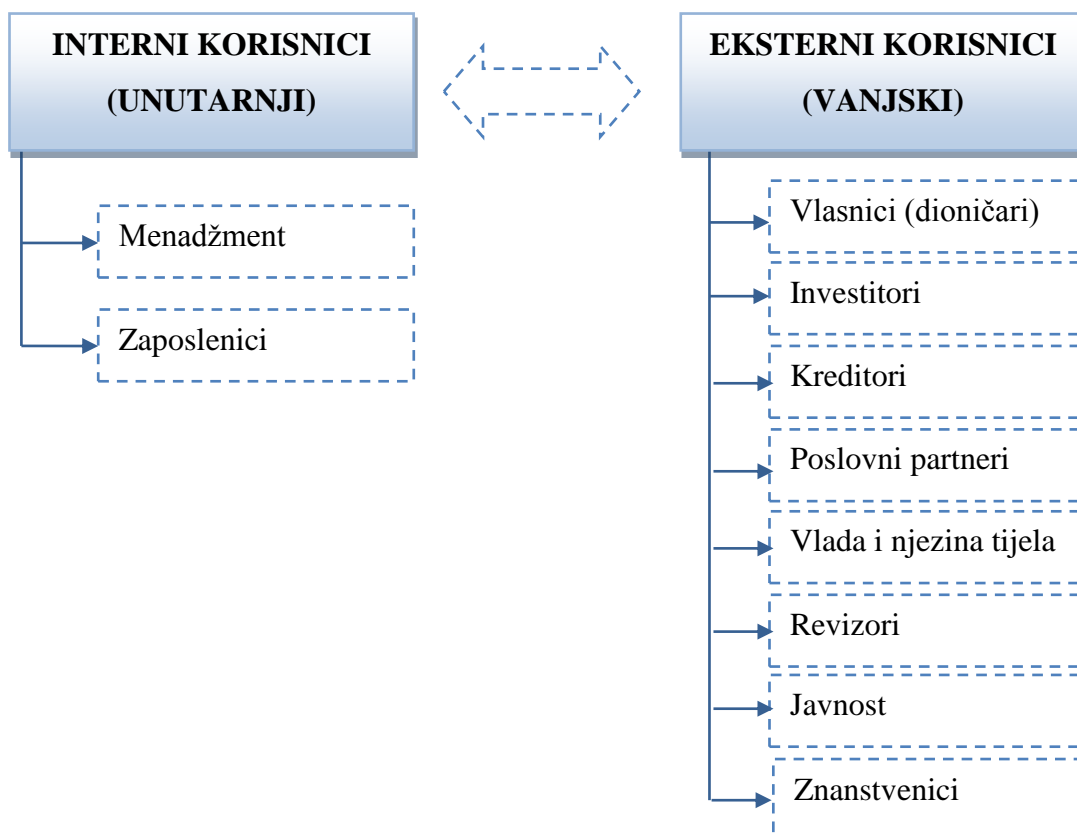 INTERNI KORISNICI
(UNUTARNJI)
Menadžment
Zaposlenici
EKSTERNI KORISNICI
(VANJSKI)
Vlasnici (dioničari)
Investitori
Kreditori
Poslovni partneri
Vlada i njezina tijela
Revizori
Javnost
Znanstvenici